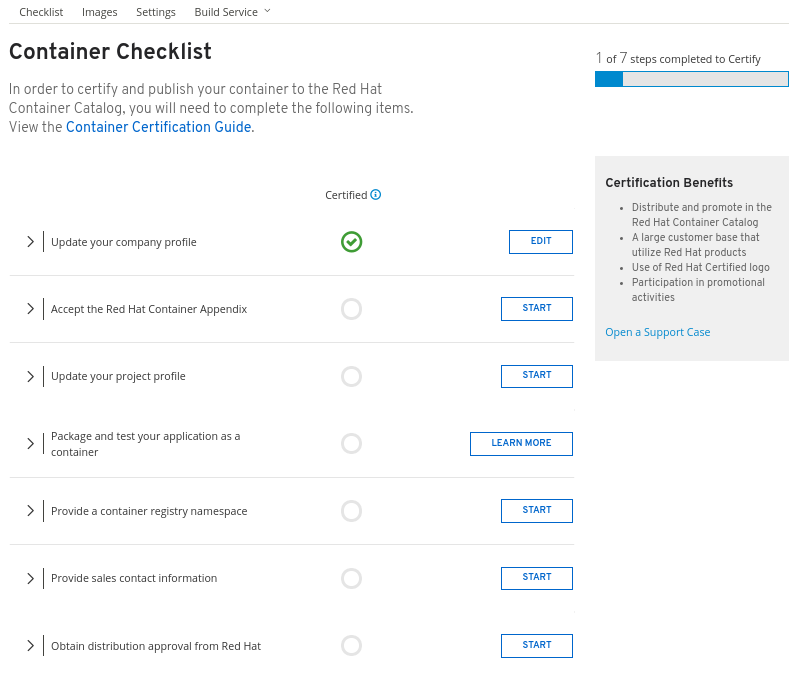 Checklist Images Settings Build Service
Container Checklist
In order to certify and publish your container to the Red Hat
Container Catalog, you will need to complete the following items.
View the Container Certification Guide.
1 of 7 steps completed to Certify
Certification Benefits
• Distribute and promote in the
Red Hat Container Catalog
• A large customer base that
utilize Red Hat products
• Use of Red Hat Certified logo
• Participation in promotional
activities
Open a Support Case
Certified
Update your company profile EDIT
Accept the Red Hat Container Appendix START
Update your project profile START
Package and test your application as a
container LEARN MORE
Provide a container registry namespace START
Provide sales contact information START
Obtain distribution approval from Red Hat START